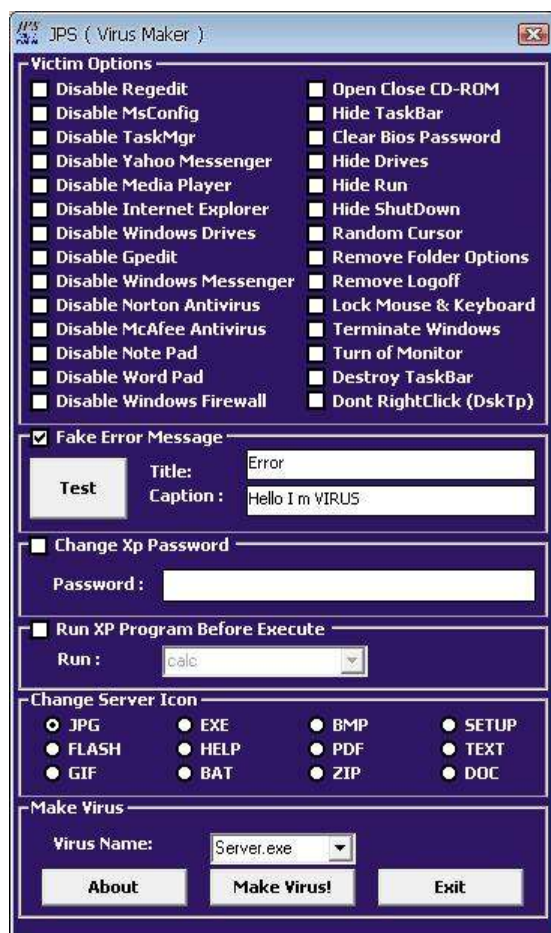 JPS
JPS ( Virus Maker )
Victim Options
Disable Regedit
Disable MsConfig
Disable TaskMgr
Disable Yahoo Messenger
Disable Media Player
Disable Internet Explorer
Disable Windows Drives
Disable Gpedit
Disable Windows Messenger
Disable Norton Antivirus
Disable McAfee Antivirus
Disable Note Pad
Disable Word Pad
Disable Windows Firewall
Open Close CD-ROM
Hide TaskBar
Clear Bios Password
Hide Drives
Hide Run
Hide ShutDown
Random Cursor
Remove Folder Options
Remove Logoff
Lock Mouse & Keyboard
Terminate Windows
Turn of Monitor
Destroy TaskBar
Dont RightClick (DskTp)
Fake Error Message
Test
Title: Error
Caption : Hello I m VIRUS
Change Xp Password
Password :
Run XP Program Before Execute
Run : calc
Change Server Icon
JPG EXE BMP SETUP
FLASH HELP PDF TEXT
GIF BAT ZIP DOC
Make Virus
Virus Name: Server.exe
About Make Virus! Exit